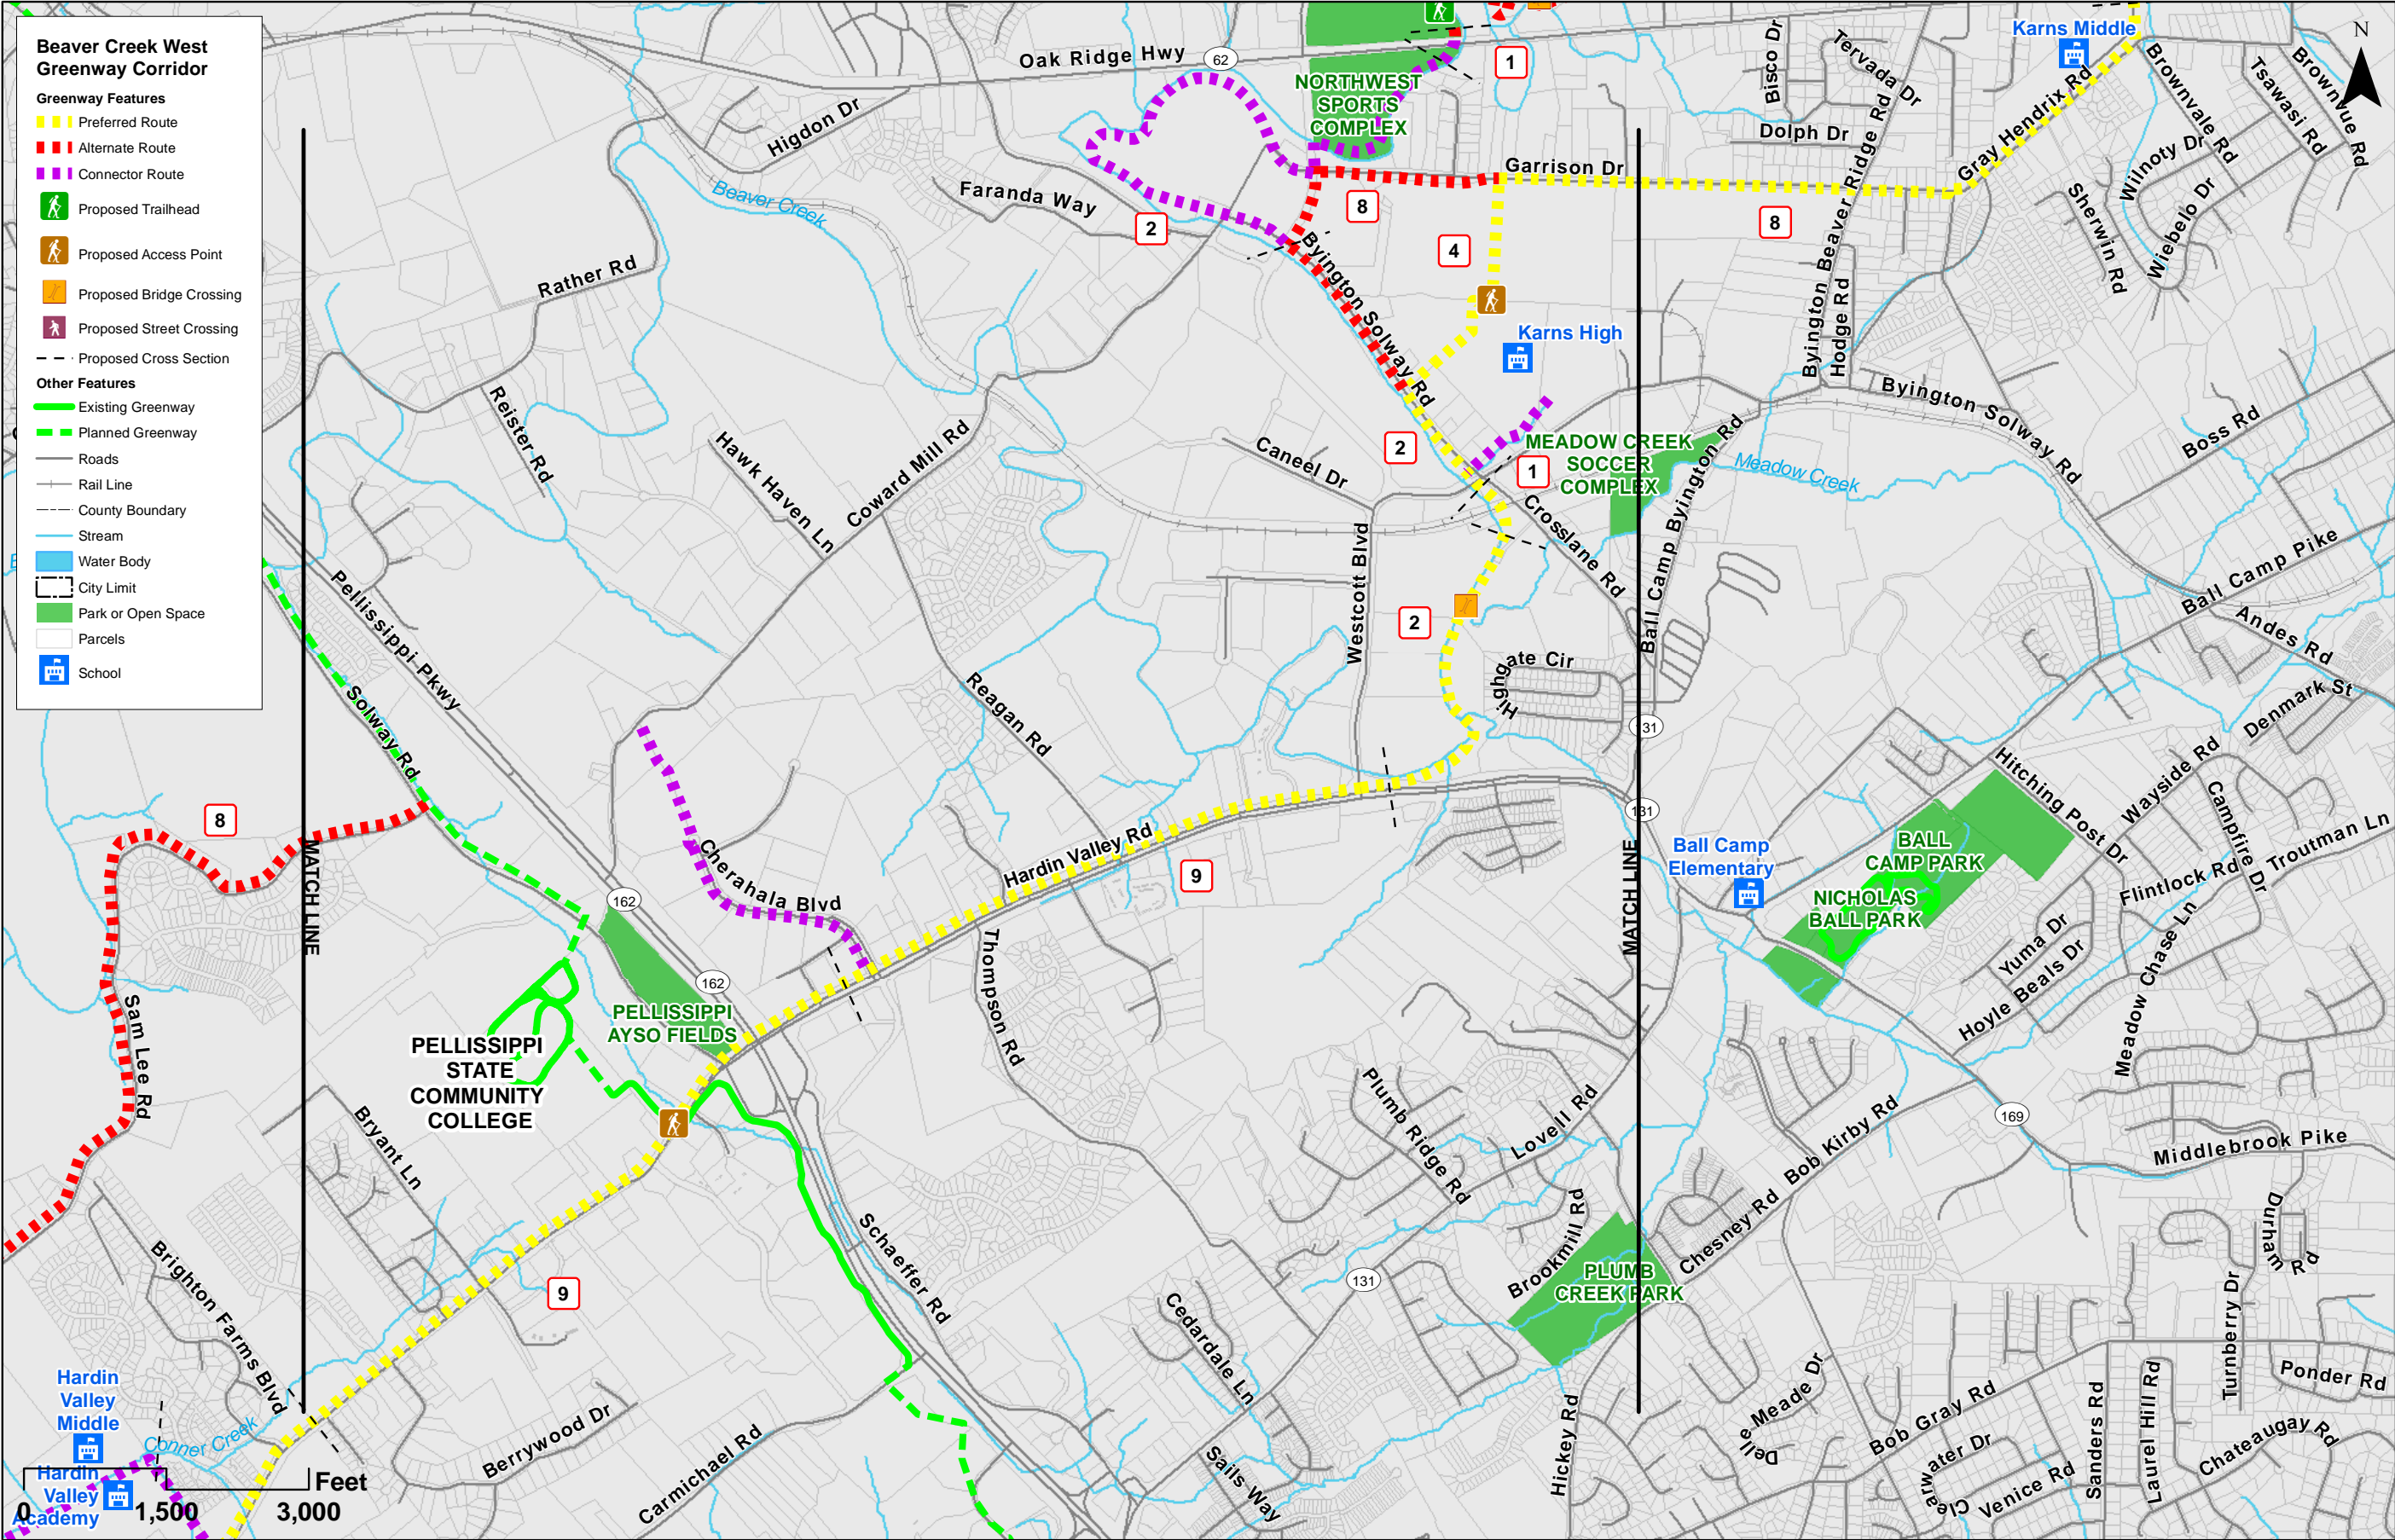 Beaver Creek West
Greenway Corridor
Greenway Features
Preferred Route
Alternate Route
Connector Route
Proposed Trailhead
Proposed Access Point
Proposed Bridge Crossing
Proposed Street Crossing
Proposed Cross Section
Other Features
Existing Greenway
Planned Greenway
Roads
Rail Line
County Boundary
Stream
Water Body
City Limit
Park or Open Space
Parcels
School
Oak Ridge Hwy
62
1
Higdon Dr
NORTHWEST
SPORTS
COMPLEX
Bisco Dr
Tervada Dr
Dolph Dr
Karns Middle
Gray Hendrix Rd
Brownvale Rd
Tsawasi Rd
Brownvue Rd
N
Wilnoty Dr
Wiebelo Dr
Sherwin Rd
Beaver Creek
Faranda Way
2
8
Garrison Dr
4
8
Byington Beaver Ridge Rd
Hodge Rd
Rather Rd
Byington Solway Rd
Karns High
Byington Solway Rd
Reister Rd
Hawk Haven Ln
Coward Mill Rd
Caneel Dr
2
1
MEADOW CREEK
SOCCER
COMPLEX
Meadow Creek
Boss Rd
Crosslane Rd
Ball Camp Byington Rd
Westcott Blvd
Ball Camp Pike
Andes Rd
Denmark St
Pellissippi Pkwy
Solway Rd
2
Highgate Cir
Reagan Rd
131
131
Hitching Post Dr
Wayside Rd
Campfire Dr
Troutman Ln
Flintlock Rd
8
MATCH LINE
MATCH LINE
Cherahala Blvd
Hardin Valley Rd
9
Ball Camp
Elementary
BALL
CAMP PARK
NICHOLAS
BALL PARK
Yuma Dr
Hoyle Beals Dr
Meadow Chase Ln
162
162
PELLISSIPPI
AYSO FIELDS
PELLISSIPPI
STATE
COMMUNITY
COLLEGE
Thompson Rd
Sam Lee Rd
Bryant Ln
Plumb Ridge Rd
Lovell Rd
Bob Kirby Rd
169
Middlebrook Pike
Brookmill Rd
Chesney Rd
PLUMB
CREEK PARK
Durham Rd
Schaeffer Rd
131
Brighton Farms Blvd
9
Cedardale Ln
Turnberry Dr
Ponder Rd
Delle Meade Dr
Bob Gray Rd
Hickey Rd
Sanders Rd
Laurel Hill Rd
Chateaugay Rd
Clearwater Dr
Venice Rd
Hardin
Valley
Middle
Conner Creek
Hardin
Valley
Academy
Berrywood Dr
Carmichael Rd
Sails Way
Feet
0 1,500 3,000